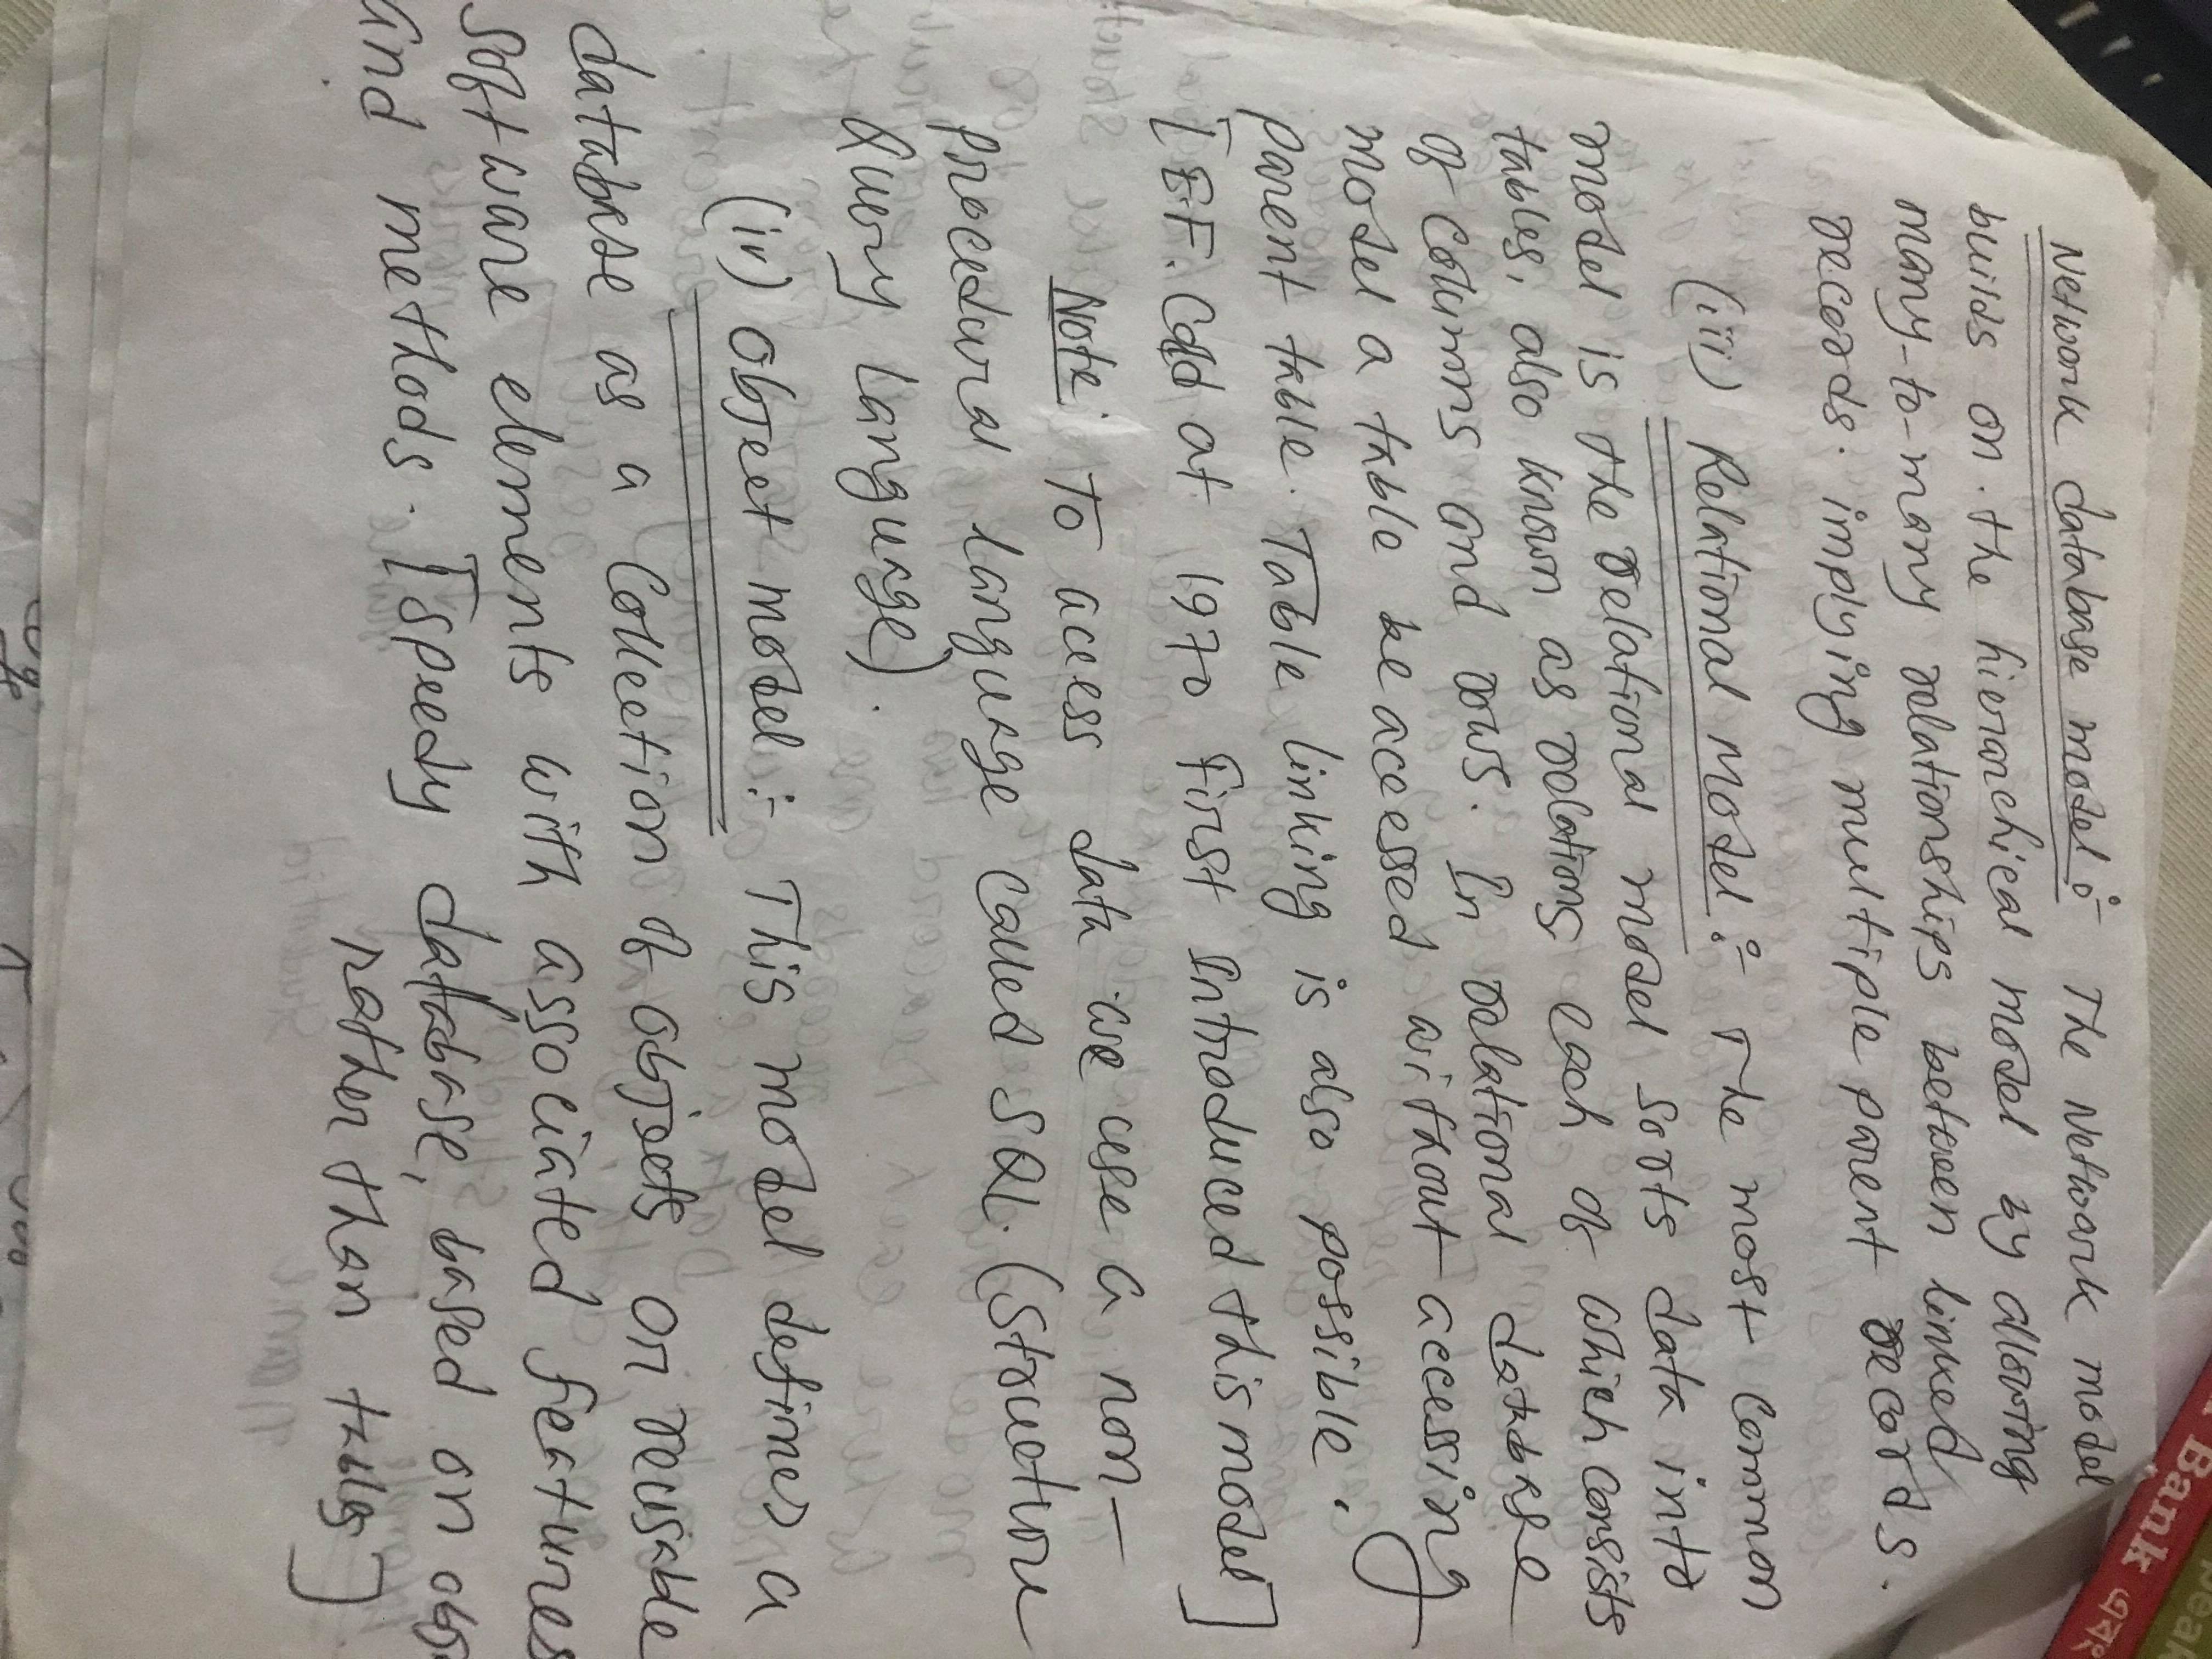 Bank এবং
peak
Network database model :- The Network model
builds on the hierarchical model by allowing
many-to-many relationships between linked
records. implying multiple parent records.
(iii) Relational Model :- The most common
model is the relational model sorts data into
tables, also known as relations each of which consists
of columns and rows. In relational database
model a table be accessed without accessing
parent table. Table linking is also possible.
[E.F. Codd at 1970 First Introduced this model]
Note: To access data we use a non-
procedural language called SQL. (Structure
Query Language).
(iv) Object model :- This model defines a
database as a collection of objects or reusable
software elements with associated features
and methods. [Speedy database, based on obj
rather than tables]